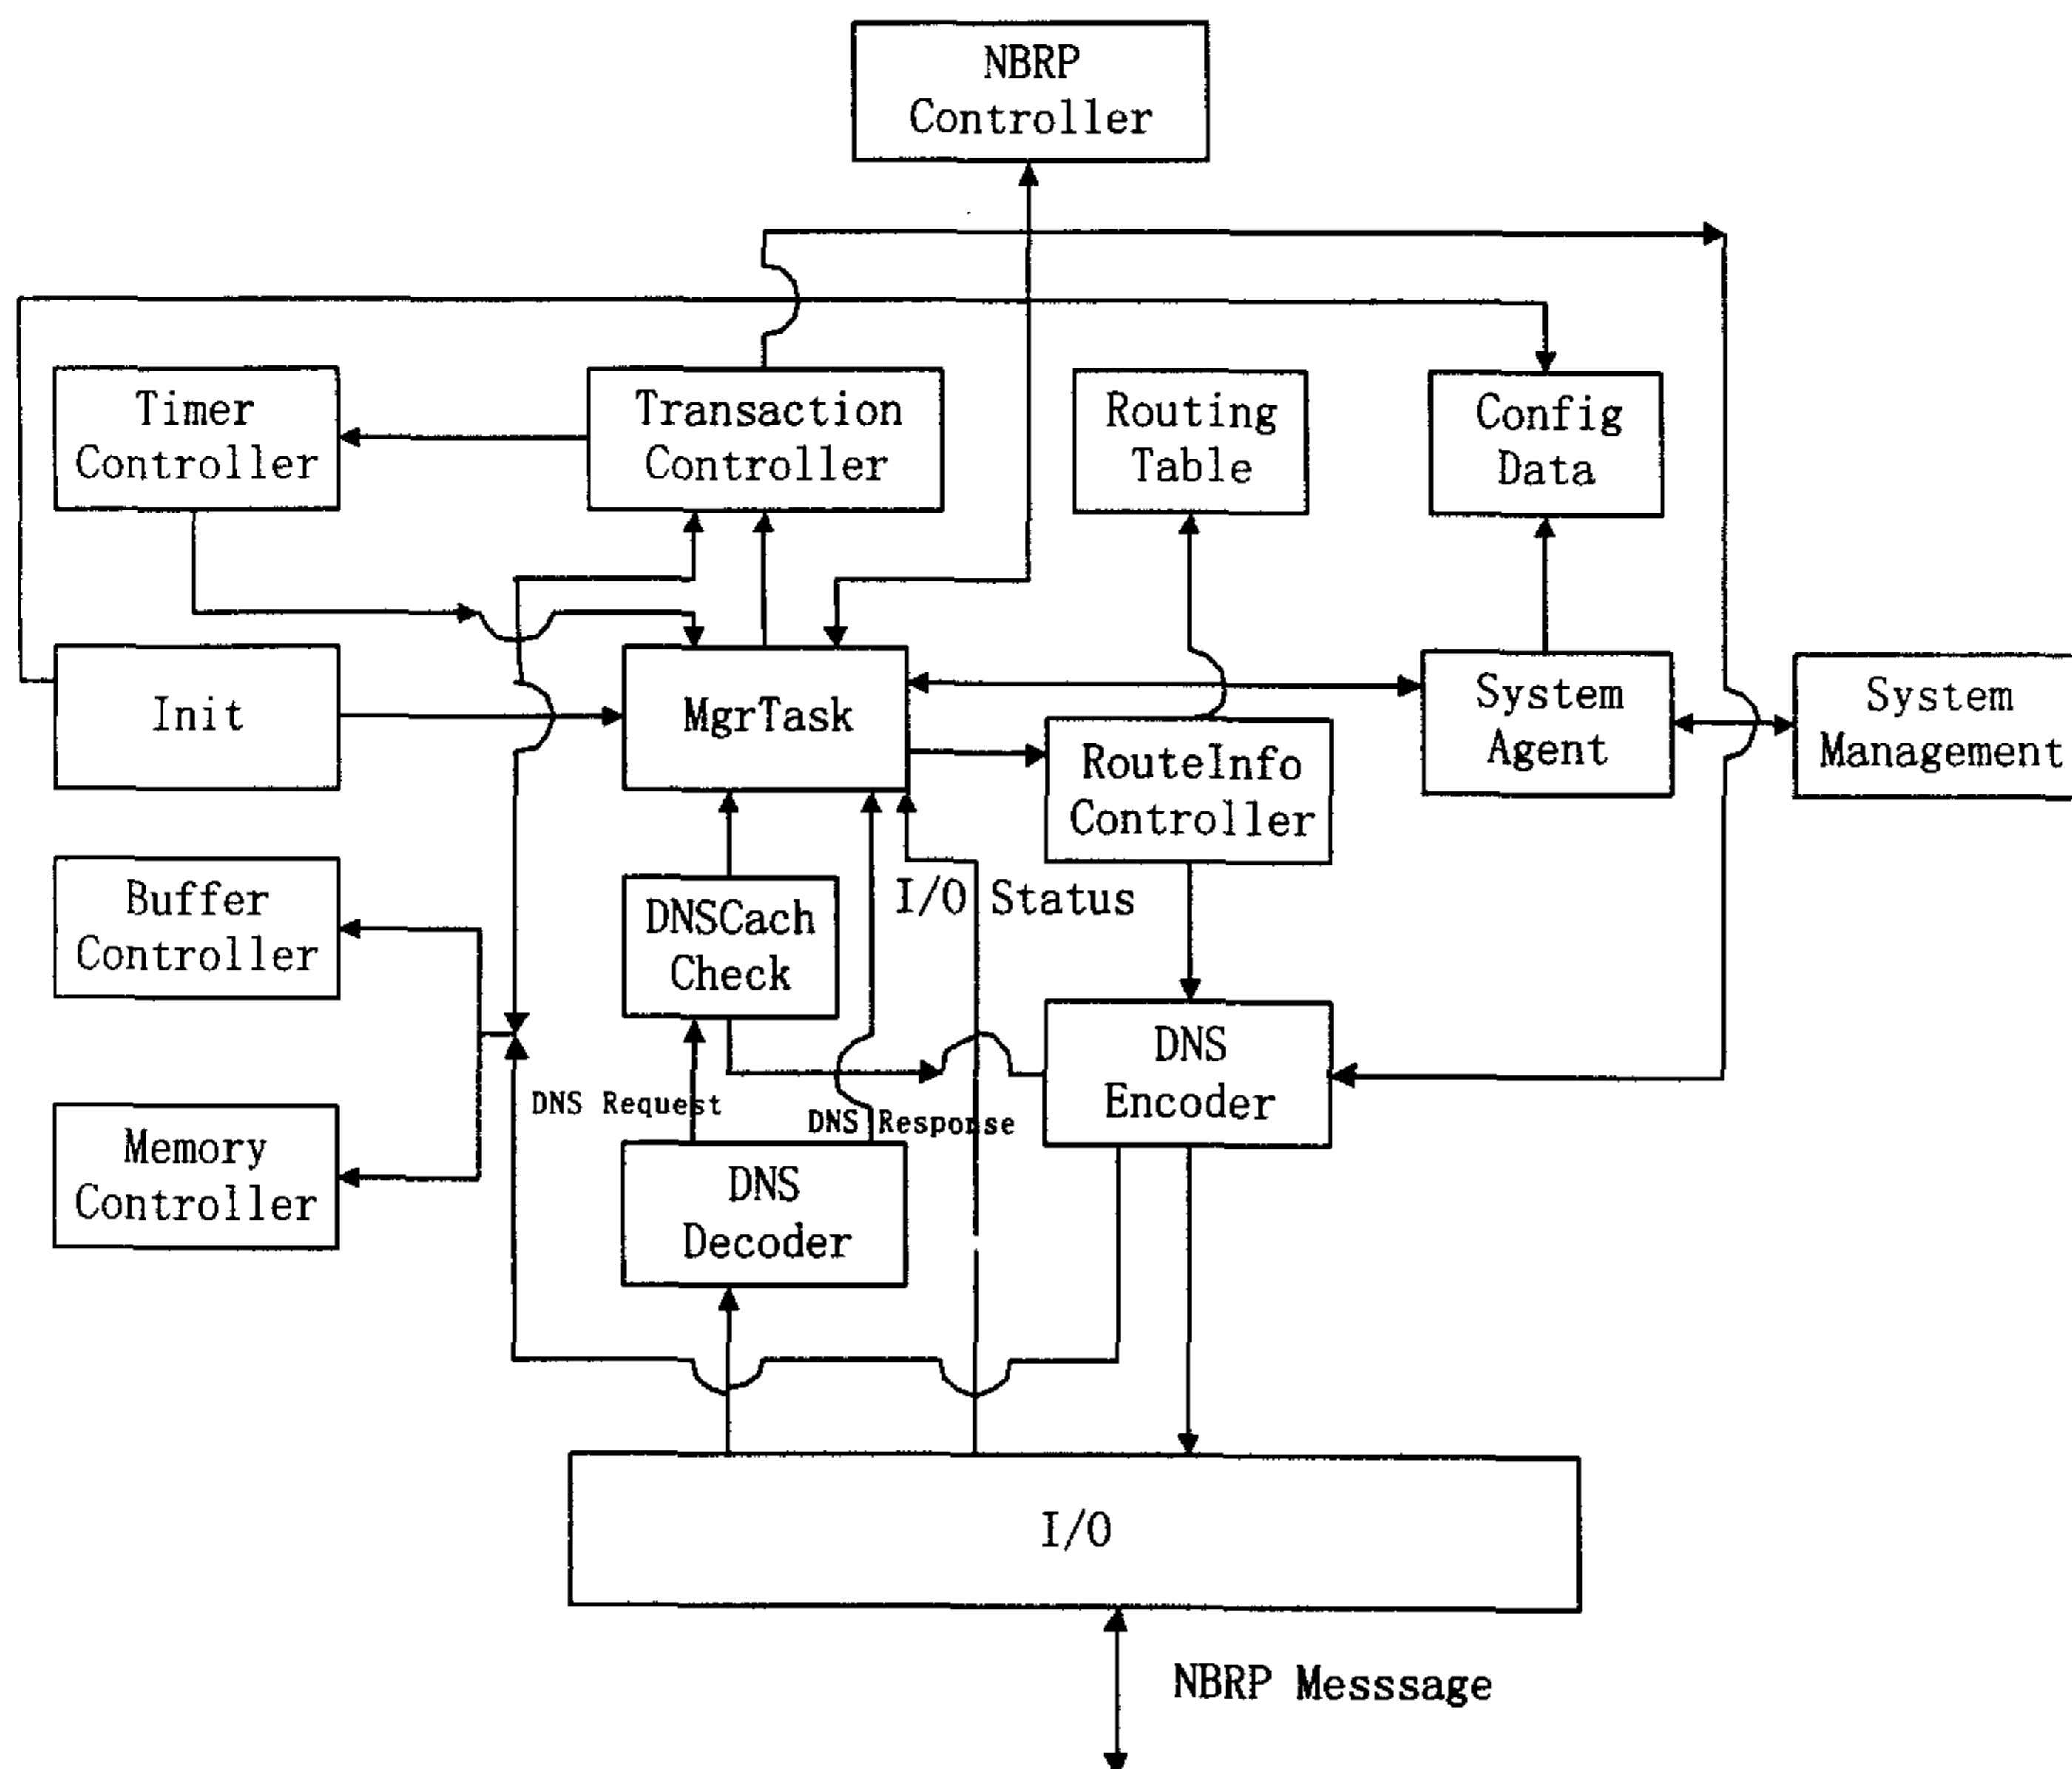 NBRP
Controller
Timer
Controller
Transaction
Controller
Routing
Table
Config
Data
Init
MgrTask
System
Agent
System
Management
RouteInfo
Controller
Buffer
Controller
DNSCach
Check
I/O Status
DNS
Encoder
DNS Request
DNS Response
Memory
Controller
DNS
Decoder
I/O
NBRP Messsage